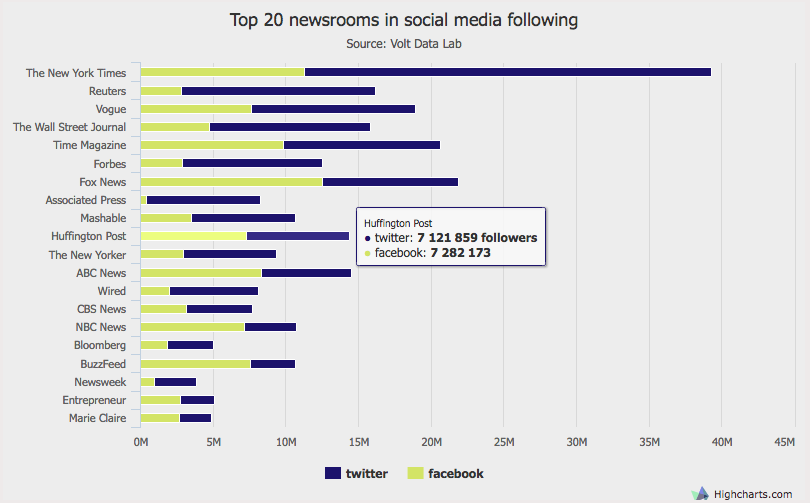 Top 20 newsrooms in social media following
Source: Volt Data Lab
The New York Times
Reuters
Vogue
The Wall Street Journal
Time Magazine
Forbes
Fox News
Associated Press
Mashable
Huffington Post
The New Yorker
ABC News
Wired
CBS News
NBC News
Bloomberg
BuzzFeed
Newsweek
Entrepreneur
Marie Claire
Huffington Post
twitter: 7 121 859 followers
facebook: 7 282 173
0M 5M 10M 15M 20M 25M 30M 35M 40M 45M
twitter facebook
Highcharts.com